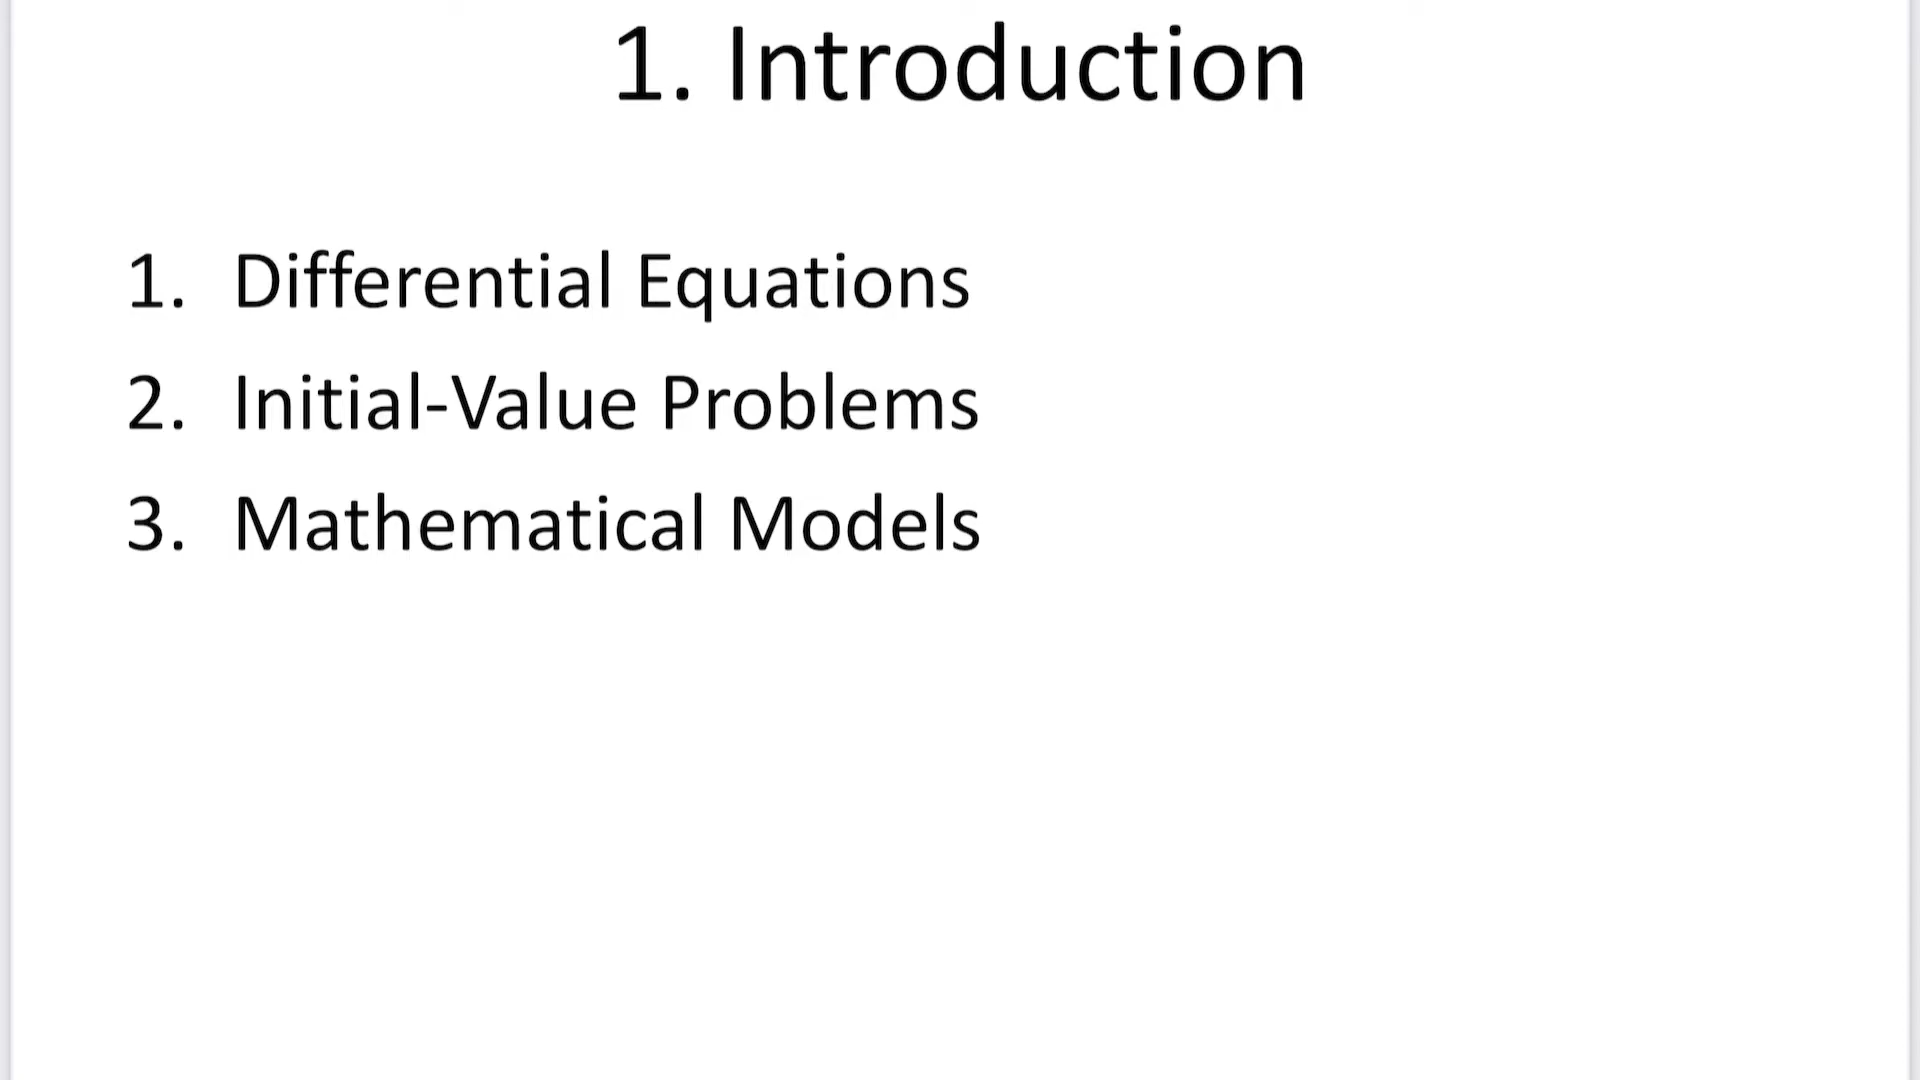 1. Introduction
1. Differential Equations
2. Initial-Value Problems
3. Mathematical Models